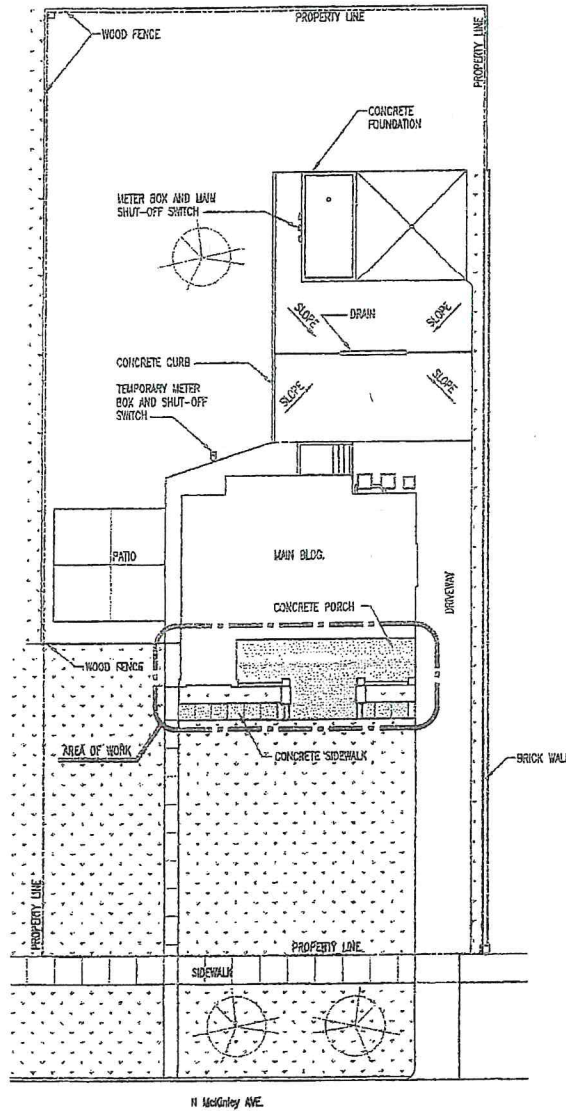 PROPERTY LINE
PROPERTY LINE
WOOD FENCE
CONCRETE
FOUNDATION
METER BOX AND MAIN
SHUT-OFF SWITCH
SLOPE
DRAIN
SLOPE
CONCRETE CURB
SLOPE
SLOPE
TEMPORARY METER
BOX AND SHUT-OFF
SWITCH
PATIO
MAIN BLDG.
DRIVEWAY
CONCRETE PORCH
WOOD FENCE
AREA OF WORK
CONCRETE SIDEWALK
BRICK WALL
PROPERTY LINE
PROPERTY LINE
SIDEWALK
N McKinley AVE.